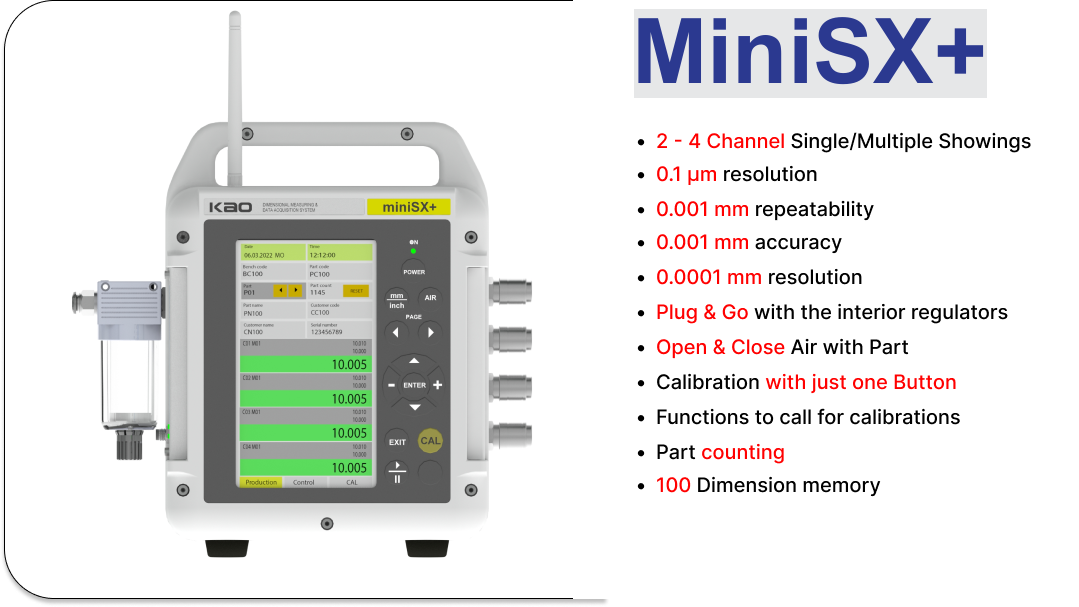 MiniSX+
2 - 4 Channel Single/Multiple Showings
0.1 µm resolution
0.001 mm repeatability
0.001 mm accuracy
0.0001 mm resolution
Plug & Go with the interior regulators
Open & Close Air with Part
Calibration with just one Button
Functions to call for calibrations
Part counting
100 Dimension memory
KAO
DIMENSIONAL MEASURING &
DATA ACQUISITION SYSTEM
miniSX+
Date Time
06.03.2022 MO 12:12:00
Bench code Part code
BC100 PC100
Part Part count
P01 1145 RESET
Part name Customer code
PN100 CC100
Customer name Serial number
CN100 123456789
C01 M01 10.010
10.000
10.005
C02 M01 10.010
10.000
10.005
C03 M01 10.010
10.000
10.005
C04 M01 10.010
10.000
10.005
Production Control CAL
ON
POWER
mm
inch
AIR
PAGE
- ENTER +
EXIT CAL